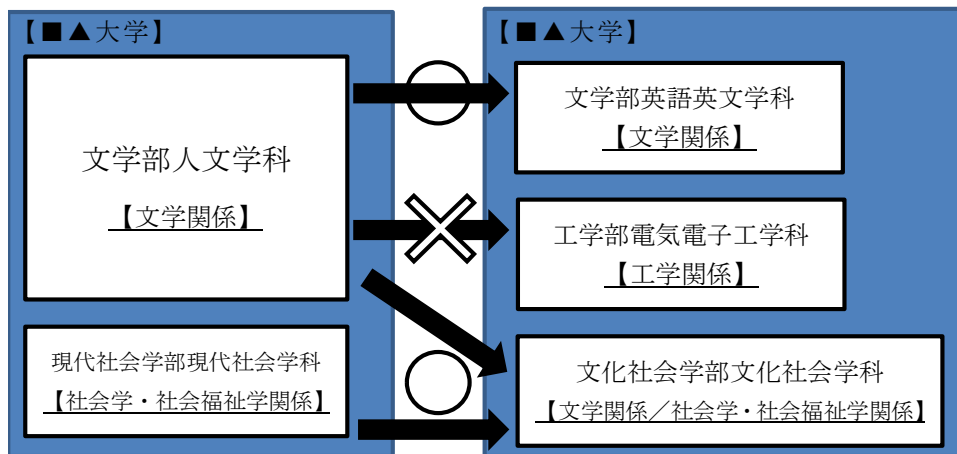 【■▲大学】
文学部人文学科
【文学関係】
現代社会学部現代社会学科
【社会学・社会福祉学関係】
【■▲大学】
文学部英語英文学科
【文学関係】
工学部電気電子工学科
【工学関係】
文化社会学部文化社会学科
【文学関係／社会学・社会福祉学関係】